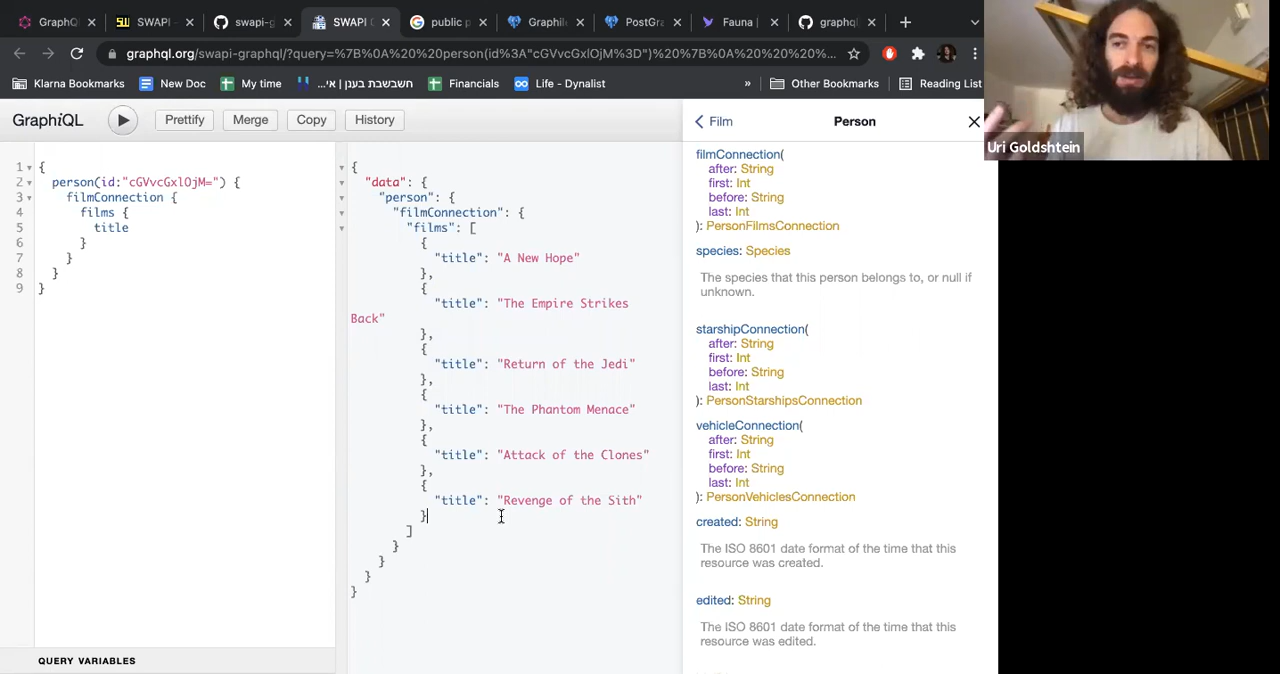 GraphQ
SWAPI -
swapi-g
SWAPI G
public p
Graphile
PostGra
Fauna |
graphql
graphql.org/swapi-graphql/?query=%7B%0A%20%20person(id%3A"cGVvcGxlOjM%3D")%20%7B%0A%20%20%20%...
Klarna Bookmarks
New Doc
My time
חשבשבת בענן | אי...
Financials
Life - Dynalist
»
Other Bookmarks
Reading List
Uri Goldshtein
GraphiQL
Prettify
Merge
Copy
History
1 {
2 person(id:"cGVvcGxlOjM=") {
3 filmConnection {
4 films {
5 title
6 }
7 }
8 }
9 }
QUERY VARIABLES
{
"data": {
"person": {
"filmConnection": {
"films": [
{
"title": "A New Hope"
},
{
"title": "The Empire Strikes
Back"
},
{
"title": "Return of the Jedi"
},
{
"title": "The Phantom Menace"
},
{
"title": "Attack of the Clones"
},
{
"title": "Revenge of the Sith"
}
]
}
}
}
}
Film
Person
filmConnection(
after: String
first: Int
before: String
last: Int
): PersonFilmsConnection
species: Species
The species that this person belongs to, or null if
unknown.
starshipConnection(
after: String
first: Int
before: String
last: Int
): PersonStarshipsConnection
vehicleConnection(
after: String
first: Int
before: String
last: Int
): PersonVehiclesConnection
created: String
The ISO 8601 date format of the time that this
resource was created.
edited: String
The ISO 8601 date format of the time that this
resource was edited.